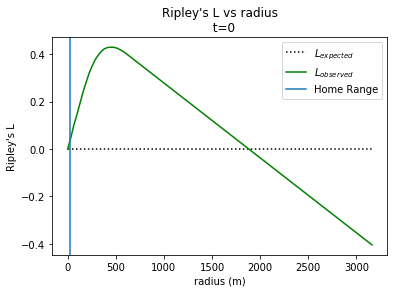 Ripley's L vs radius
t=0
0.4
0.2
0.0
−0.2
−0.4
Ripley's L
L_expected
L_observed
Home Range
0 500 1000 1500 2000 2500 3000
radius (m)